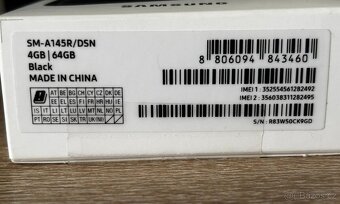 SAMSUNG
SM-A145R/DSN
4GB | 64GB
Black
MADE IN CHINA
8 806094 843460
AT BE BG CH CY CZ DE
EE ES FI FR GR HR HU IE
IS IT LI LT LU LV MT NL NO PL
PT RO SE SI SK TR UK(NI)
IMEI 1 : 352554561282492
IMEI 2 : 356038311282495
S/N : R83W50CK9GD